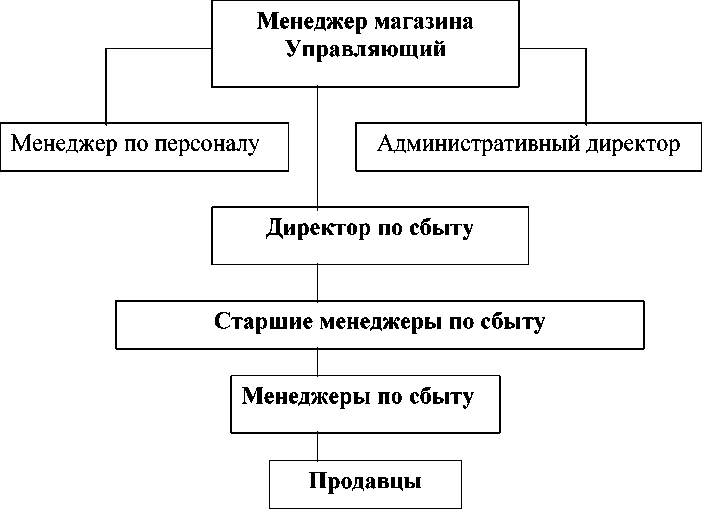 Менеджер магазина
Управляющий
Менеджер по персоналу
Административный директор
Директор по сбыту
Старшие менеджеры по сбыту
Менеджеры по сбыту
Продавцы